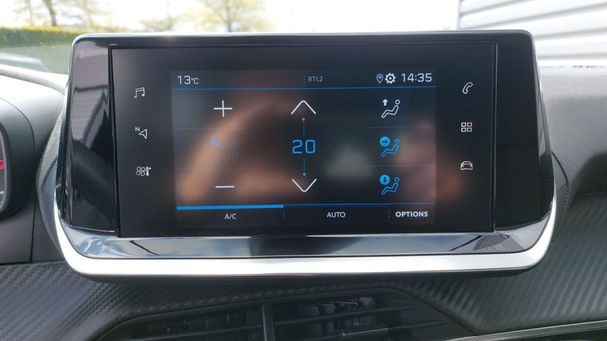 13°C RTL2 14:35
N
20
A/C AUTO OPTIONS